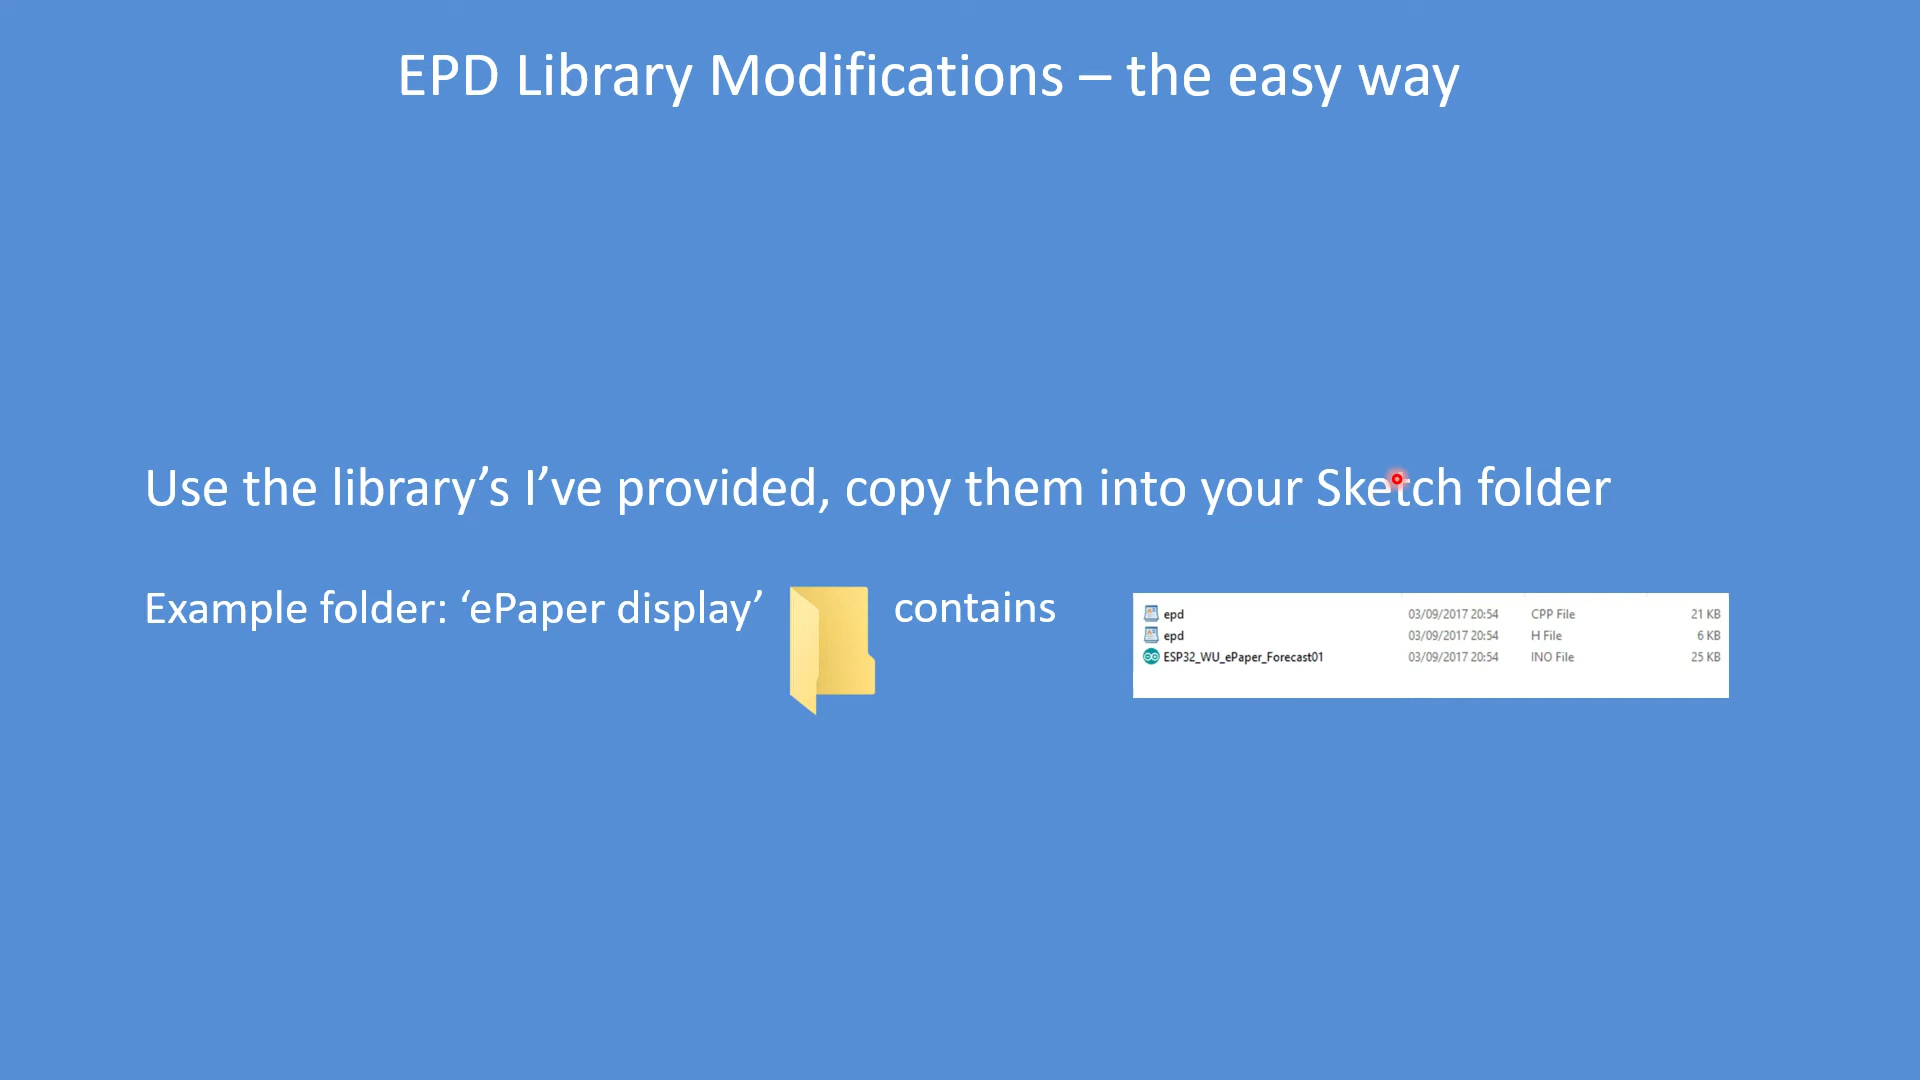 EPD Library Modifications – the easy way
Use the library’s I’ve provided, copy them into your Sketch folder
Example folder: ‘ePaper display’ contains
epd 03/09/2017 20:54 CPP File 21 KB
epd 03/09/2017 20:54 H File 6 KB
ESP32_WU_ePaper_Forecast01 03/09/2017 20:54 INO File 25 KB